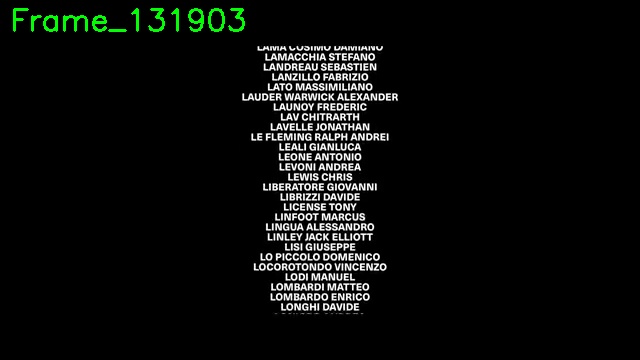 Frame_131903
LAMA COSIMO DAMIANO
LAMACCHIA STEFANO
LANDREAU SEBASTIEN
LANZILLO FABRIZIO
LATO MASSIMILIANO
LAUDER WARWICK ALEXANDER
LAUNOY FREDERIC
LAV CHITRARTH
LAVELLE JONATHAN
LE FLEMING RALPH ANDREI
LEALI GIANLUCA
LEONE ANTONIO
LEVONI ANDREA
LEWIS CHRIS
LIBERATORE GIOVANNI
LIBRIZZI DAVIDE
LICENSE TONY
LINFOOT MARCUS
LINGUA ALESSANDRO
LINLEY JACK ELLIOTT
LISI GIUSEPPE
LO PICCOLO DOMENICO
LOCOROTONDO VINCENZO
LODI MANUEL
LOMBARDI MATTEO
LOMBARDO ENRICO
LONGHI DAVIDE